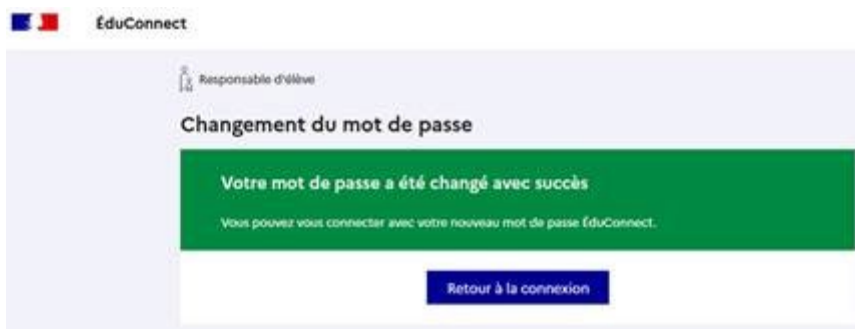 ÉduConnect
Responsable d'élève
Changement du mot de passe
Votre mot de passe a été changé avec succès
Vous pouvez vous connecter avec votre nouveau mot de passe ÉduConnect.
Retour à la connexion